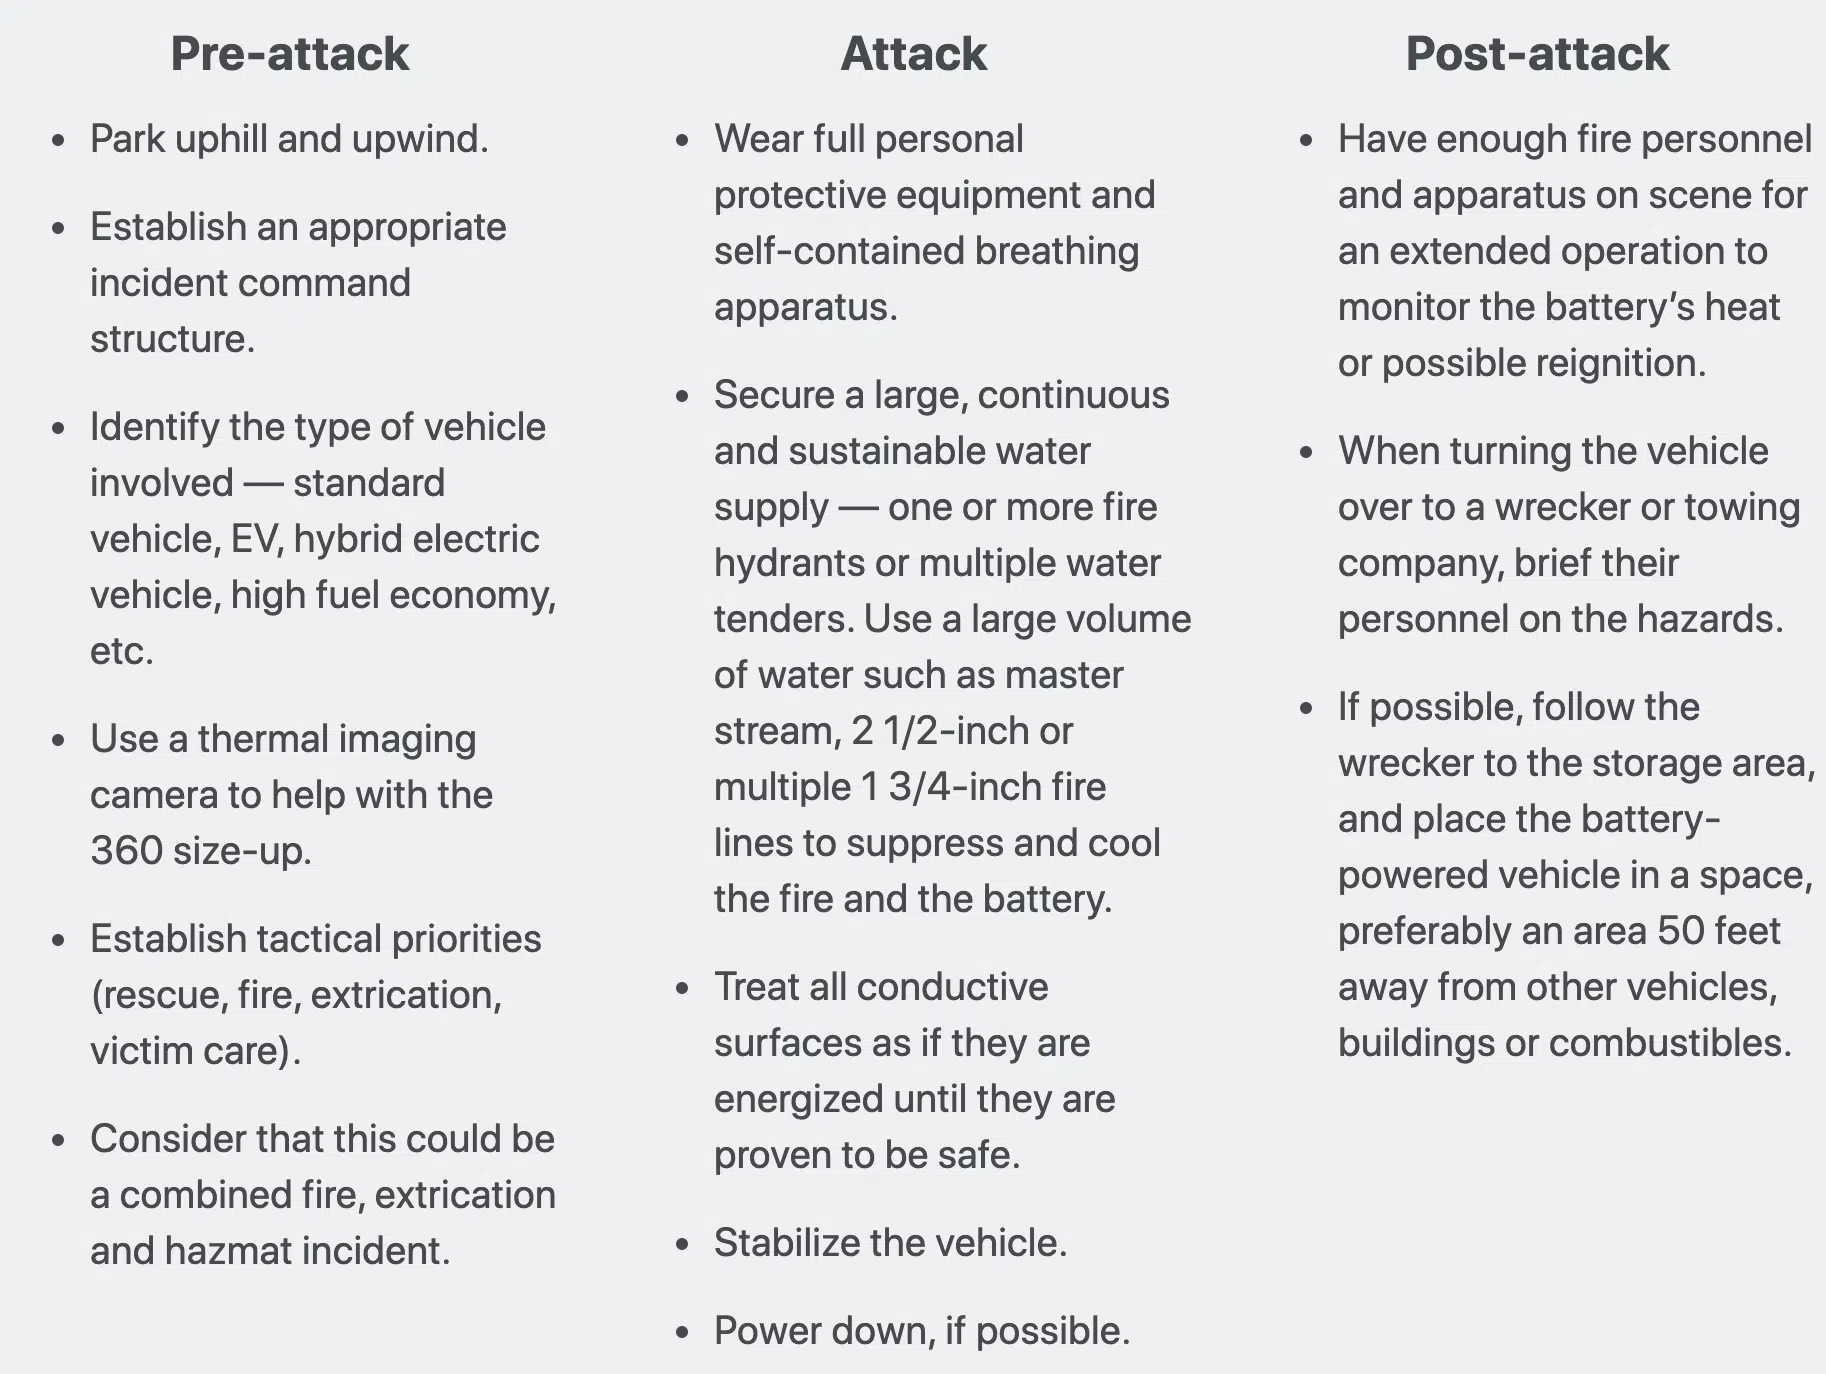 Pre-attack
• Park uphill and upwind.
• Establish an appropriate
incident command
structure.
• Identify the type of vehicle
involved — standard
vehicle, EV, hybrid electric
vehicle, high fuel economy,
etc.
• Use a thermal imaging
camera to help with the
360 size-up.
• Establish tactical priorities
(rescue, fire, extrication,
victim care).
• Consider that this could be
a combined fire, extrication
and hazmat incident.
Attack
• Wear full personal
protective equipment and
self-contained breathing
apparatus.
• Secure a large, continuous
and sustainable water
supply — one or more fire
hydrants or multiple water
tenders. Use a large volume
of water such as master
stream, 2 1/2-inch or
multiple 1 3/4-inch fire
lines to suppress and cool
the fire and the battery.
• Treat all conductive
surfaces as if they are
energized until they are
proven to be safe.
• Stabilize the vehicle.
• Power down, if possible.
Post-attack
• Have enough fire personnel
and apparatus on scene for
an extended operation to
monitor the battery’s heat
or possible reignition.
• When turning the vehicle
over to a wrecker or towing
company, brief their
personnel on the hazards.
• If possible, follow the
wrecker to the storage area,
and place the battery-
powered vehicle in a space,
preferably an area 50 feet
away from other vehicles,
buildings or combustibles.